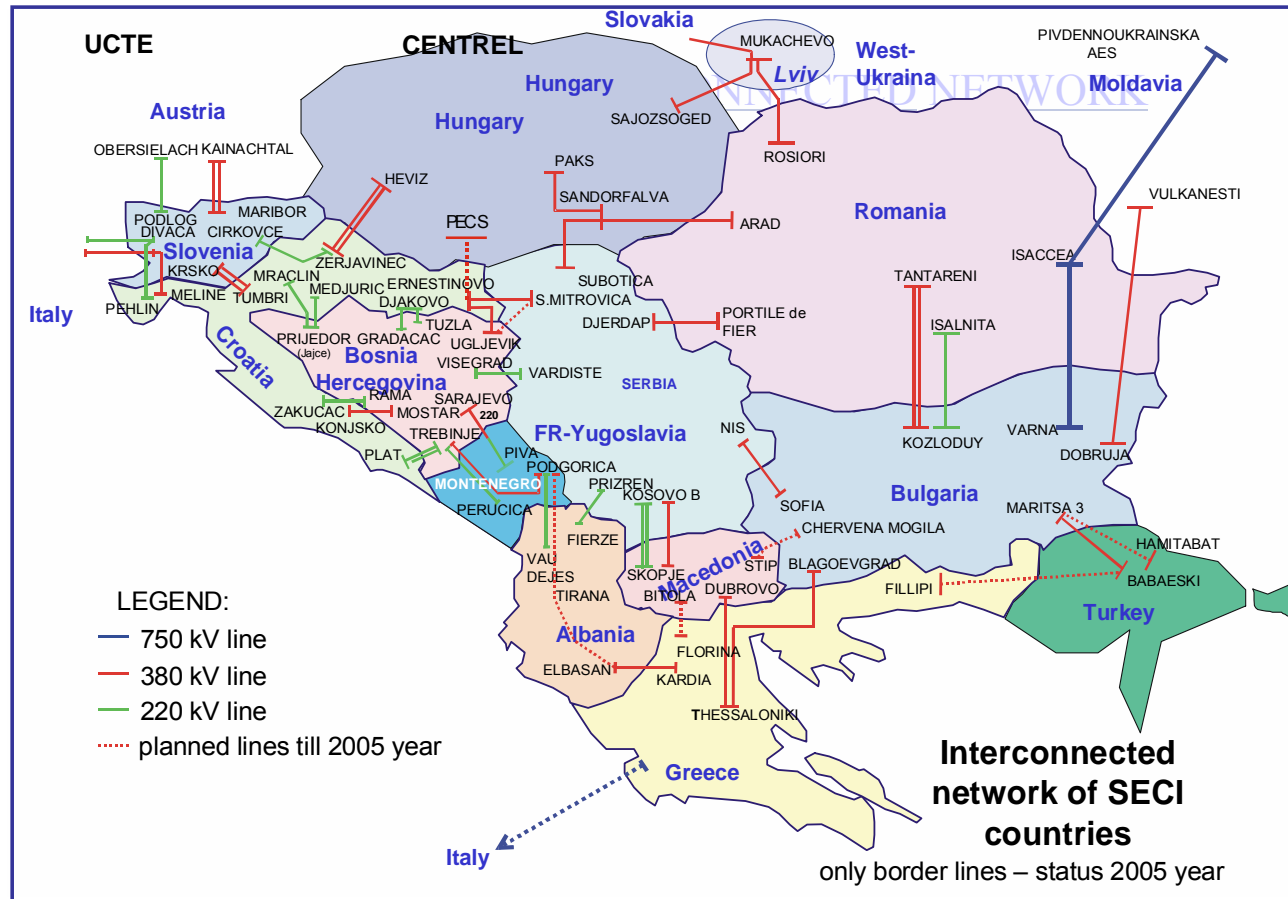 UCTE
CENTREL
Slovakia
MUKACHEVO
Lviv
West-
Ukraina
PIVDENNOUKRAINSKA
AES
Moldavia
NNECTED NETWORK
Hungary
Hungary
SAJOZSOGED
ROSIORI
Austria
OBERSIELACH
KAINACHTAL
HEVIZ
PAKS
SANDORFALVA
PECS
ARAD
Romania
VULKANESTI
PODLOG
DIVACA
MARIBOR
CIRKOVCE
Slovenia
KRSKO
MELINE
TUMBRI
ZERJAVINEC
MRACLIN
MEDJURIC
ERNESTINOVO
DJAKOVO
SUBOTICA
S.MITROVICA
ISACCEA
TANTARENI
Italy
PEHLIN
PRIJEDOR
(Jajce)
GRADACAC
TUZLA
UGLJEVIK
DJERDAP
PORTILE de
FIER
ISALNITA
Croatia
Bosnia
Hercegovina
VISEGRAD
VARDISTE
SERBIA
RAMA
ZAKUCAC
MOSTAR
KONJSKO
SARAJEVO
220
TREBINJE
FR-Yugoslavia
NIS
KOZLODUY
VARNA
DOBRUJA
PLAT
PIVA
PODGORICA
MONTENEGRO
PRIZREN
KOSOVO B
PERUCICA
SOFIA
Bulgaria
CHERVENA MOGILA
MARITSA 3
HAMITABAT
FIERZE
VAU
DEJES
TIRANA
Macedonia
SKOPJE
STIP
BLAGOEVGRAD
BITOLA
DUBROVO
FILLIPI
BABAESKI
Turkey
Albania
ELBASAN
FLORINA
KARDIA
THESSALONIKI
Greece
Italy
LEGEND:
750 kV line
380 kV line
220 kV line
planned lines till 2005 year
Interconnected
network of SECI
countries
only border lines – status 2005 year